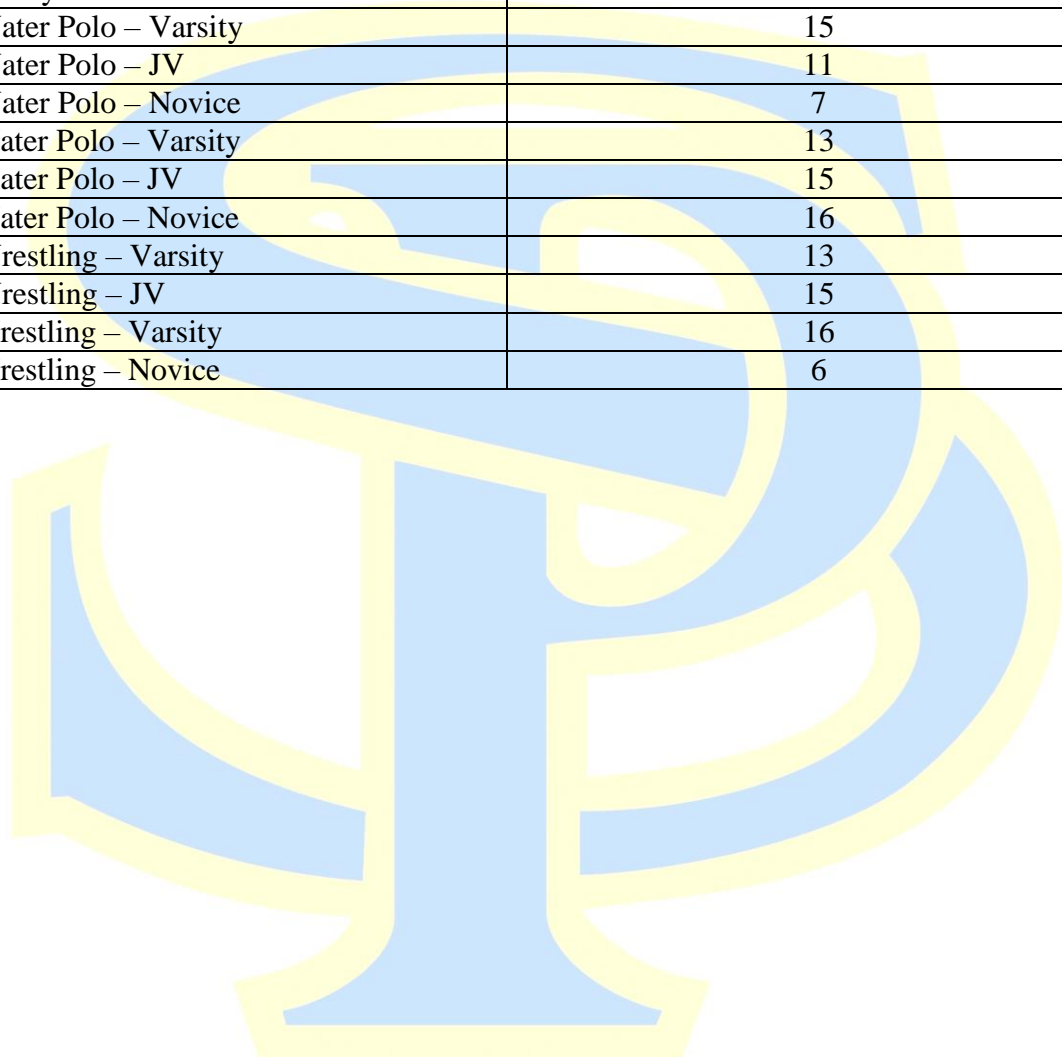 ater Polo – Varsity 15
ater Polo – JV 11
ater Polo – Novice 7
ater Polo – Varsity 13
ater Polo – JV 15
ater Polo – Novice 16
restling – Varsity 13
restling – JV 15
restling – Varsity 16
restling – Novice 6